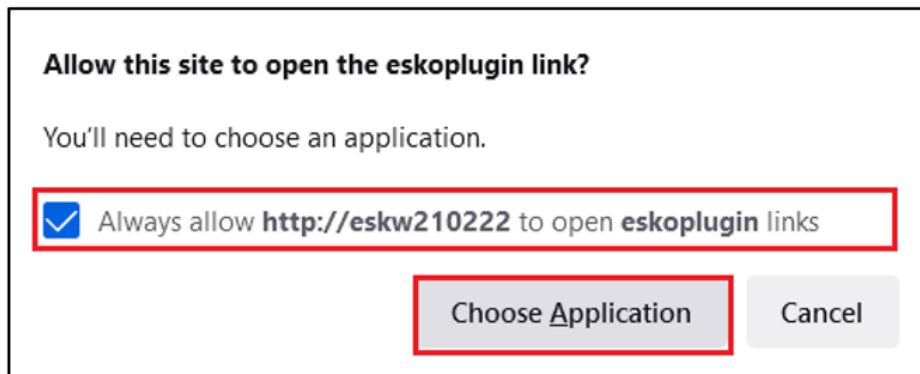 Allow this site to open the eskoplugin link?
You'll need to choose an application.
Always allow http://eskw210222 to open eskoplugin links
Choose Application
Cancel